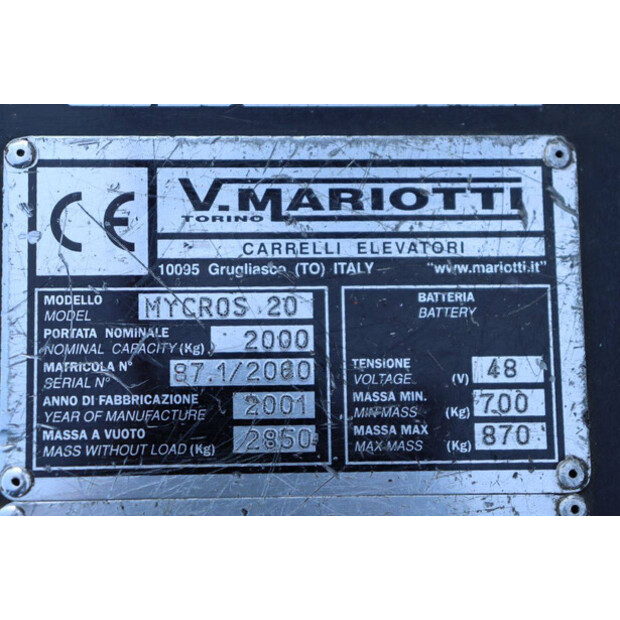 CE
V.MARIOTTI
TORINO
CARRELLI ELEVATORI
10095 Grugliasco (TO) ITALY "www.mariotti.it"
MODELLO
MODEL
MYCROS 20
PORTATA NOMINALE
NOMINAL CAPACITY (Kg)
2000
MATRICOLA N°
SERIAL N°
87.1/2060
ANNO DI FABBRICAZIONE
YEAR OF MANUFACTURE
2001
MASSA A VUOTO
MASS WITHOUT LOAD (Kg)
2850
BATTERIA
BATTERY
TENSIONE
VOLTAGE (V)
48
MASSA MIN.
MIN MASS (Kg)
700
MASSA MAX
MAX MASS (Kg)
870